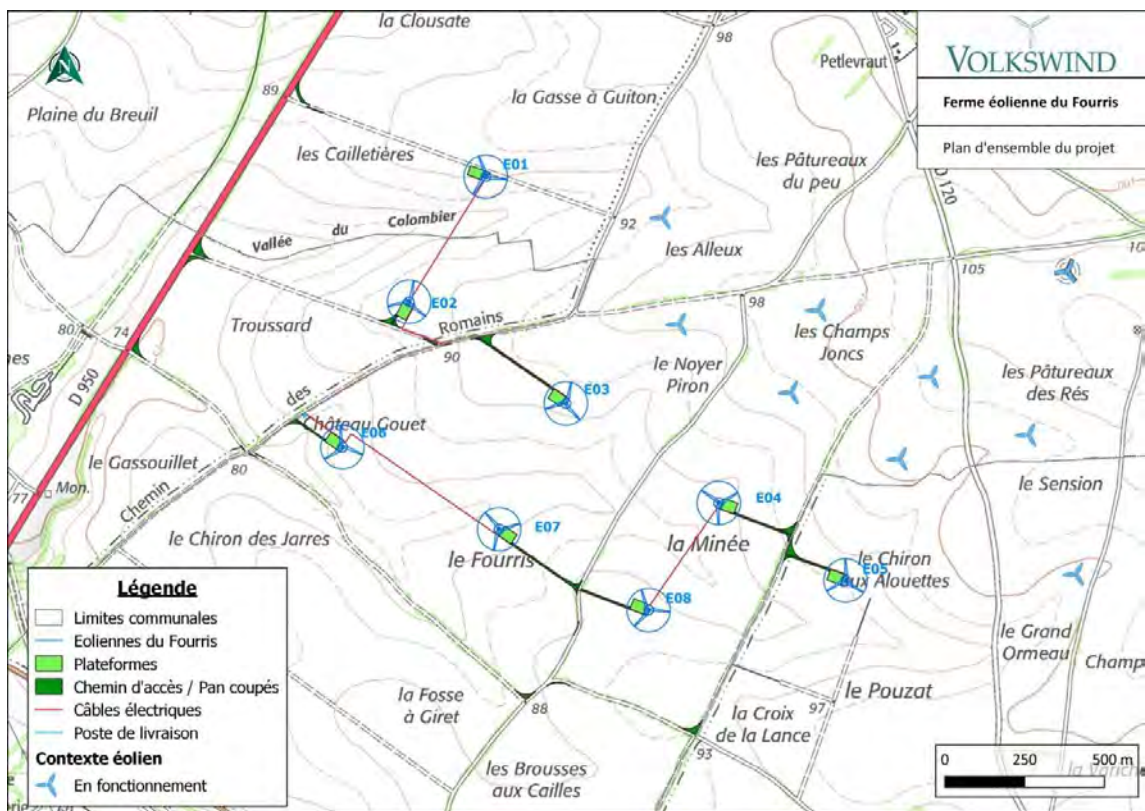 la Clousate
98
Petlevraut
VOLKSWIND
Ferme éolienne du Fourris
Plan d'ensemble du projet
N
Plaine du Breuil
89
la Gasse à Guiton
les Cailletières
E01
les Pâtureaux
du peu
D 120
Vallée du Colombier
92
les Alleux
105
E02
Troussard
Romains
98
les Champs
Joncs
80
74
90
le Noyer
Piron
les Pâtureaux
des Rés
D 950
des
E03
Château Gouet
E06
le Gassouillet
80
77
Mon.
Chemin
le Sension
E04
le Chiron des Jarres
E07
le Fourris
la Minée
le Chiron
aux Alouettes
E05
E08
le Grand
Ormeau
Champ
la Fosse
à Giret
le Pouzat
88
97
la Croix
de la Lance
93
les Brousses
aux Cailles
Légende
Limites communales
Eoliennes du Fourris
Plateformes
Chemin d'accès / Pan coupés
Câbles électriques
Poste de livraison
Contexte éolien
En fonctionnement
0 250 500 m